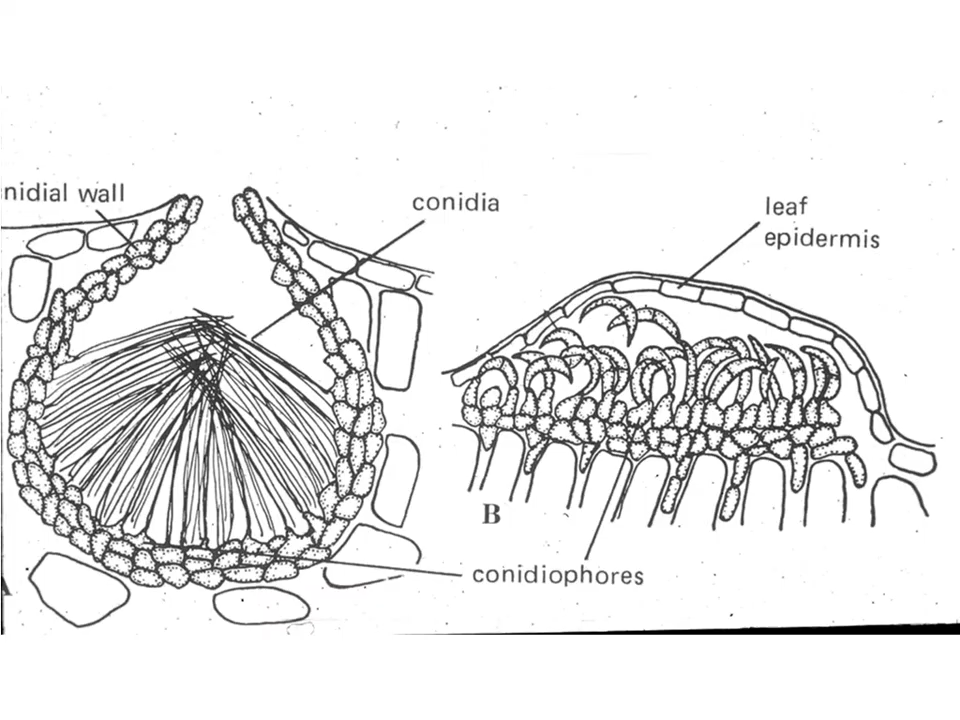 nidial wall
conidia
leaf
epidermis
B
conidiophores
A